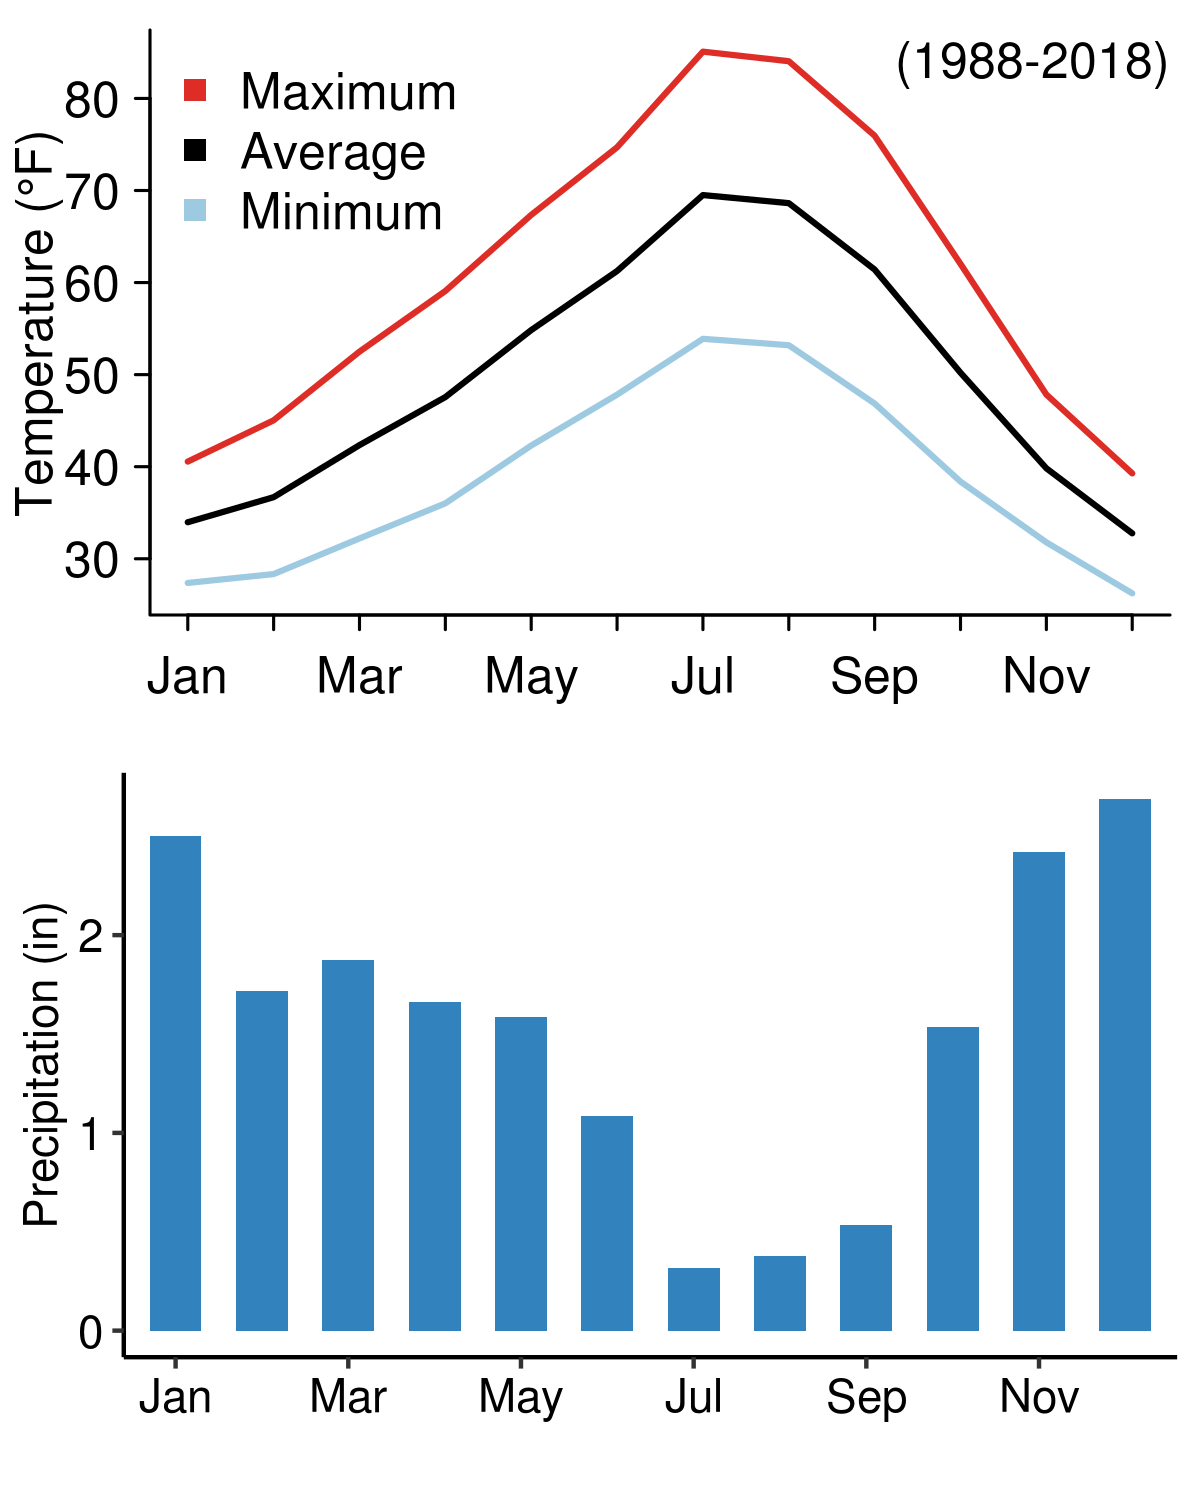 (1988-2018)
Maximum
Average
Minimum
Temperature (°F)
80
70
60
50
40
30
Jan Mar May Jul Sep Nov
Precipitation (in)
2
1
0
Jan Mar May Jul Sep Nov